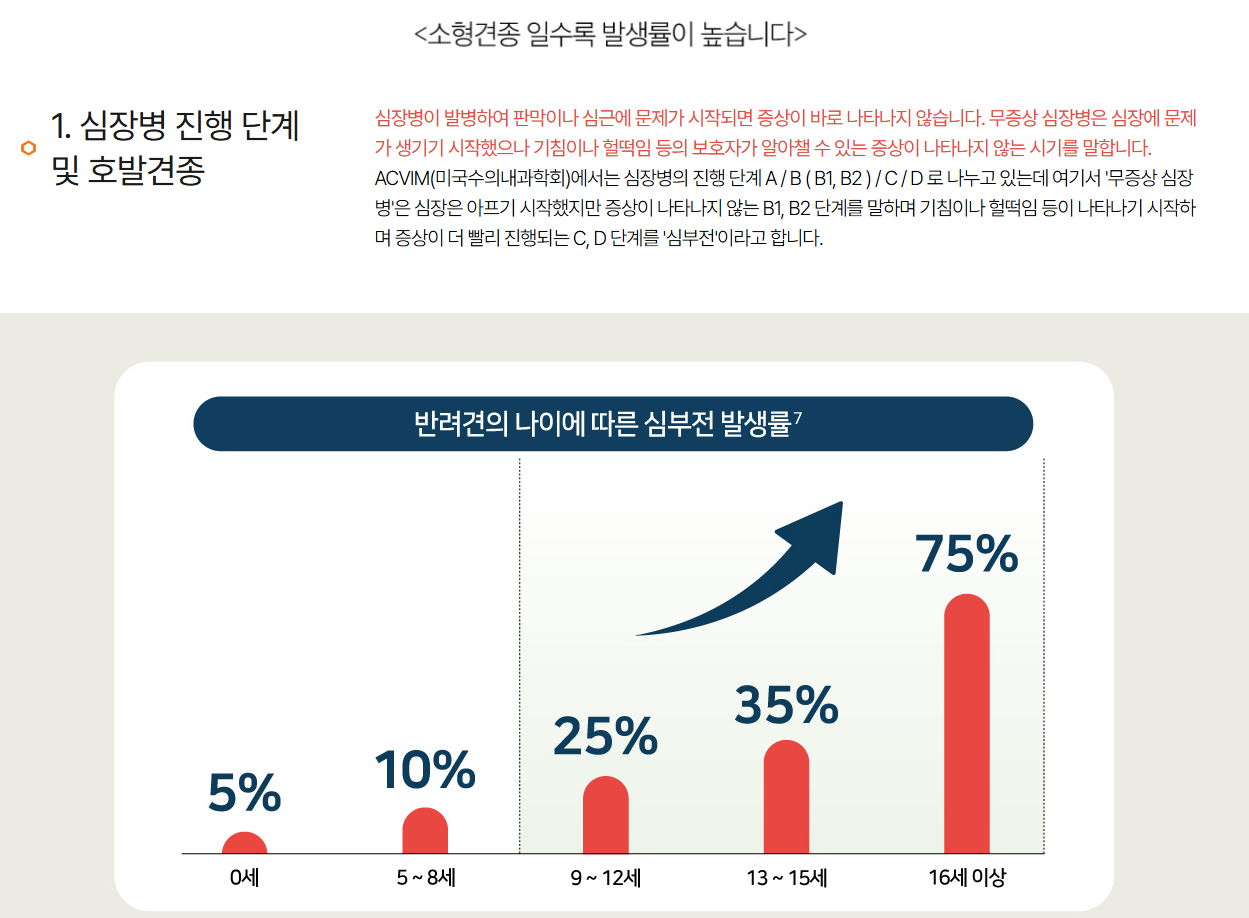 <소형견종 일수록 발생률이 높습니다>
1. 심장병 진행 단계
및 호발견종
심장병이 발병하여 판막이나 심근에 문제가 시작되면 증상이 바로 나타나지 않습니다. 무증상 심장병은 심장에 문제
가 생기기 시작했으나 기침이나 헐떡임 등의 보호자가 알아챌 수 있는 증상이 나타나지 않는 시기를 말합니다.
ACVIM(미국수의내과학회)에서는 심장병의 진행 단계 A / B ( B1, B2 ) / C / D 로 나누고 있는데 여기서 '무증상 심장
병'은 심장은 아프기 시작했지만 증상이 나타나지 않는 B1, B2 단계를 말하며 기침이나 헐떡임 등이 나타나기 시작하
며 증상이 더 빨리 진행되는 C, D 단계를 '심부전'이라고 합니다.
반려견의 나이에 따른 심부전 발생률7
5%
10%
25%
35%
75%
0세
5 ~ 8세
9 ~ 12세
13 ~ 15세
16세 이상